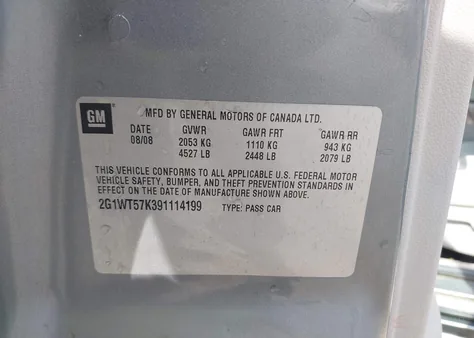 GM
MFD BY GENERAL MOTORS OF CANADA LTD.
DATE GVWR GAWR FRT GAWR RR
08/08 2053 KG 1110 KG 943 KG
4527 LB 2448 LB 2079 LB
THIS VEHICLE CONFORMS TO ALL APPLICABLE U.S. FEDERAL MOTOR
VEHICLE SAFETY, BUMPER, AND THEFT PREVENTION STANDARDS IN
EFFECT ON THE DATE OF MANUFACTURE SHOWN ABOVE.
2G1WT57K391114199 TYPE: PASS CAR